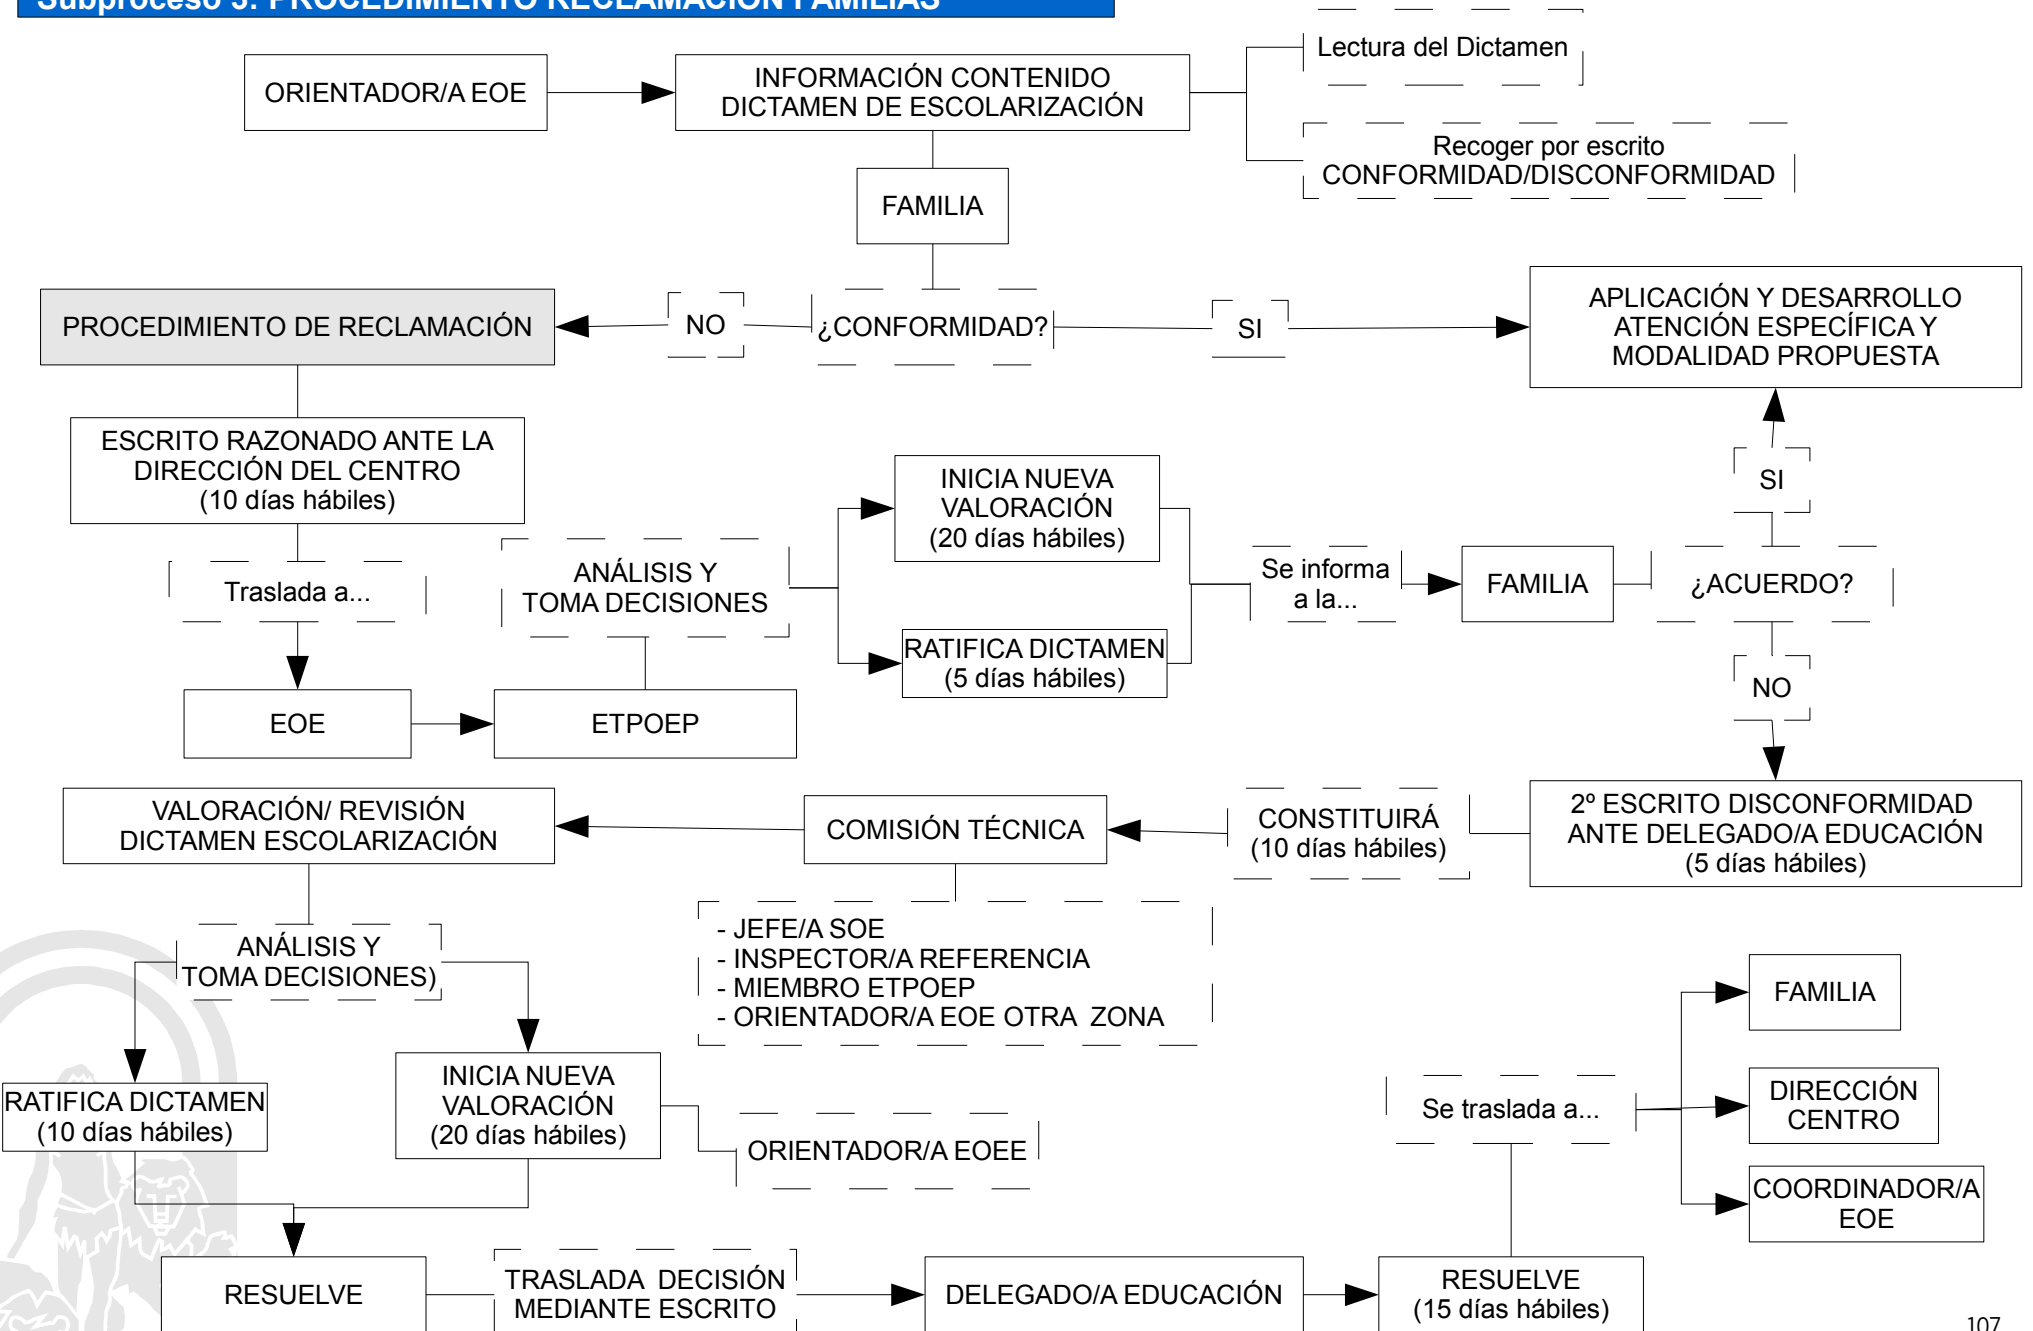 Subproceso 3: PROCEDIMIENTO RECLAMACIÓN FAMILIAS
ORIENTADOR/A EOE
INFORMACIÓN CONTENIDO
DICTAMEN DE ESCOLARIZACIÓN
Lectura del Dictamen
Recoger por escrito
CONFORMIDAD/DISCONFORMIDAD
FAMILIA
PROCEDIMIENTO DE RECLAMACIÓN
NO
¿CONFORMIDAD?
SI
APLICACIÓN Y DESARROLLO
ATENCIÓN ESPECÍFICA Y
MODALIDAD PROPUESTA
ESCRITO RAZONADO ANTE LA
DIRECCIÓN DEL CENTRO
(10 días hábiles)
Traslada a...
EOE
ETPOEP
ANÁLISIS Y
TOMA DECISIONES
INICIA NUEVA
VALORACIÓN
(20 días hábiles)
RATIFICA DICTAMEN
(5 días hábiles)
Se informa
a la...
FAMILIA
¿ACUERDO?
SI
NO
2º ESCRITO DISCONFORMIDAD
ANTE DELEGADO/A EDUCACIÓN
(5 días hábiles)
CONSTITUIRÁ
(10 días hábiles)
COMISIÓN TÉCNICA
- JEFE/A SOE
- INSPECTOR/A REFERENCIA
- MIEMBRO ETPOEP
- ORIENTADOR/A EOE OTRA ZONA
VALORACIÓN/ REVISIÓN
DICTAMEN ESCOLARIZACIÓN
ANÁLISIS Y
TOMA DECISIONES)
RATIFICA DICTAMEN
(10 días hábiles)
INICIA NUEVA
VALORACIÓN
(20 días hábiles)
ORIENTADOR/A EOEE
RESUELVE
TRASLADA DECISIÓN
MEDIANTE ESCRITO
DELEGADO/A EDUCACIÓN
RESUELVE
(15 días hábiles)
Se traslada a...
FAMILIA
DIRECCIÓN
CENTRO
COORDINADOR/A
EOE
107